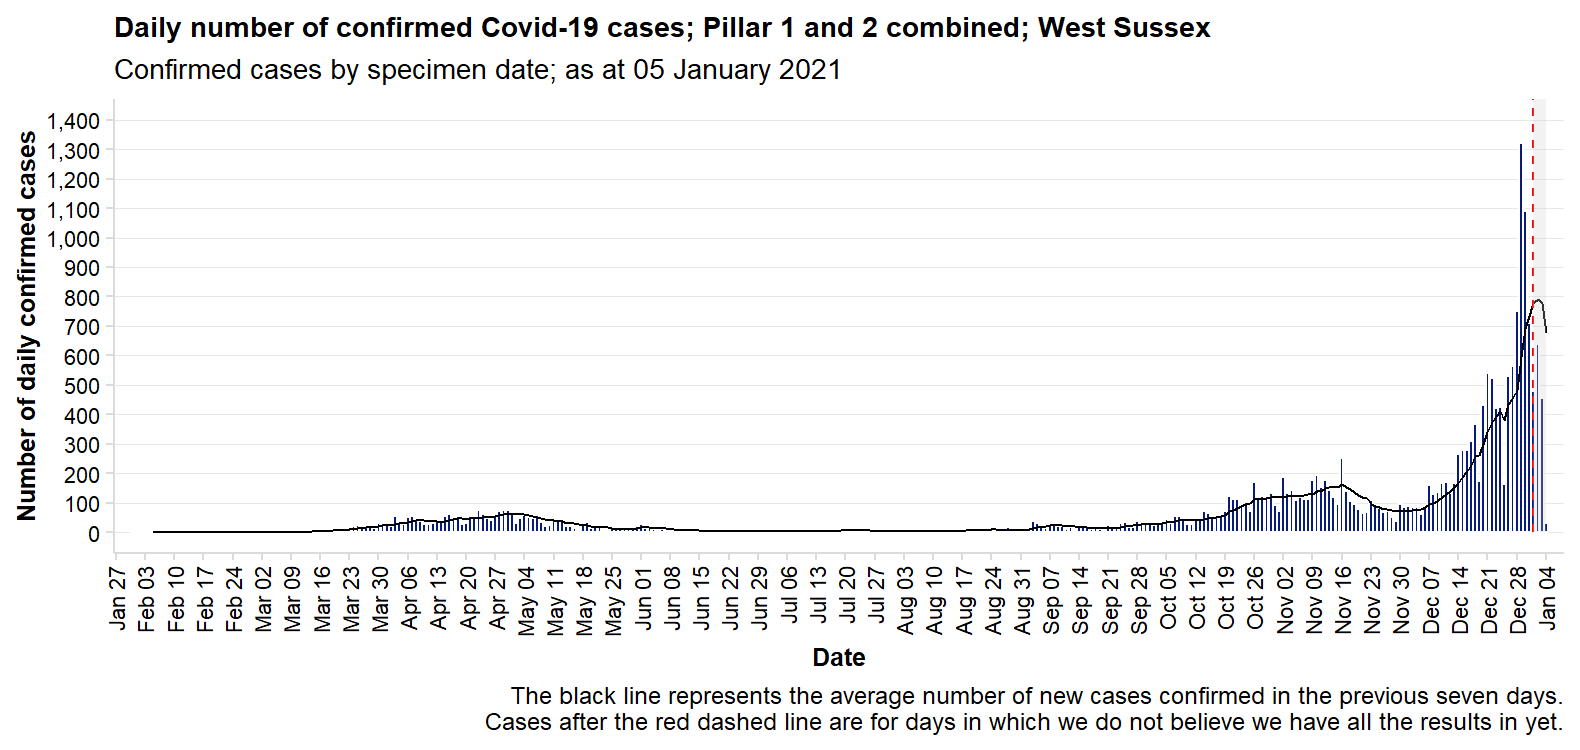 Daily number of confirmed Covid-19 cases; Pillar 1 and 2 combined; West Sussex
Confirmed cases by specimen date; as at 05 January 2021
Number of daily confirmed cases
1,400
1,300
1,200
1,100
1,000
900
800
700
600
500
400
300
200
100
0
Jan 27
Feb 03
Feb 10
Feb 17
Feb 24
Mar 02
Mar 09
Mar 16
Mar 23
Mar 30
Apr 06
Apr 13
Apr 20
Apr 27
May 04
May 11
May 18
May 25
Jun 01
Jun 08
Jun 15
Jun 22
Jun 29
Jul 06
Jul 13
Jul 20
Jul 27
Aug 03
Aug 10
Aug 17
Aug 24
Aug 31
Sep 07
Sep 14
Sep 21
Sep 28
Oct 05
Oct 12
Oct 19
Oct 26
Nov 02
Nov 09
Nov 16
Nov 23
Nov 30
Dec 07
Dec 14
Dec 21
Dec 28
Jan 04
Date
The black line represents the average number of new cases confirmed in the previous seven days.
Cases after the red dashed line are for days in which we do not believe we have all the results in yet.